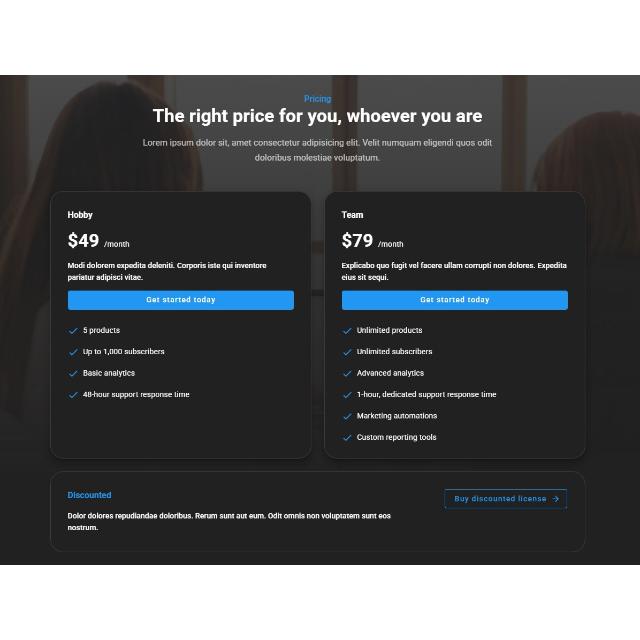 Pricing
The right price for you, whoever you are
Lorem ipsum dolor sit, amet consectetur adipisicing elit. Velit numquam eligendi quos odit
doloribus molestiae voluptatum.
Hobby
$49 /month
Modi dolorem expedita deleniti. Corporis iste qui inventore
pariatur adipisci vitae.
Get started today
5 products
Up to 1,000 subscribers
Basic analytics
48-hour support response time
Team
$79 /month
Explicabo quo fugit vel facere ullam corrupti non dolores. Expedita
eius sit sequi.
Get started today
Unlimited products
Unlimited subscribers
Advanced analytics
1-hour, dedicated support response time
Marketing automations
Custom reporting tools
Discounted
Dolor dolores repudiandae doloribus. Rerum sunt aut eum. Odit omnis non voluptatem sunt eos
nostrum.
Buy discounted license